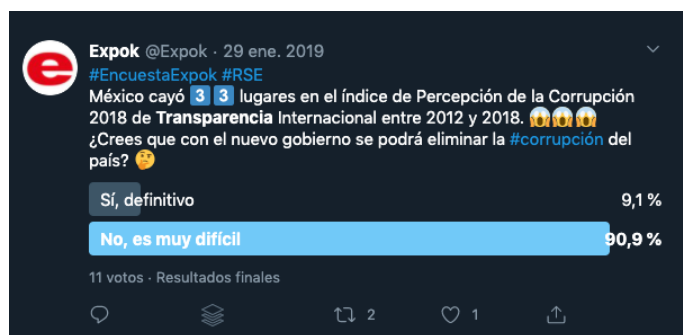 e
Expok @Expok · 29 ene. 2019
#EncuestaExpok #RSE
México cayó 3️⃣ 3️⃣ lugares en el índice de Percepción de la Corrupción
2018 de Transparencia Internacional entre 2012 y 2018. 😱😱😱
¿Crees que con el nuevo gobierno se podrá eliminar la #corrupción del
país? 🤔
Sí, definitivo 9,1 %
No, es muy difícil 90,9 %
11 votos · Resultados finales
2 1